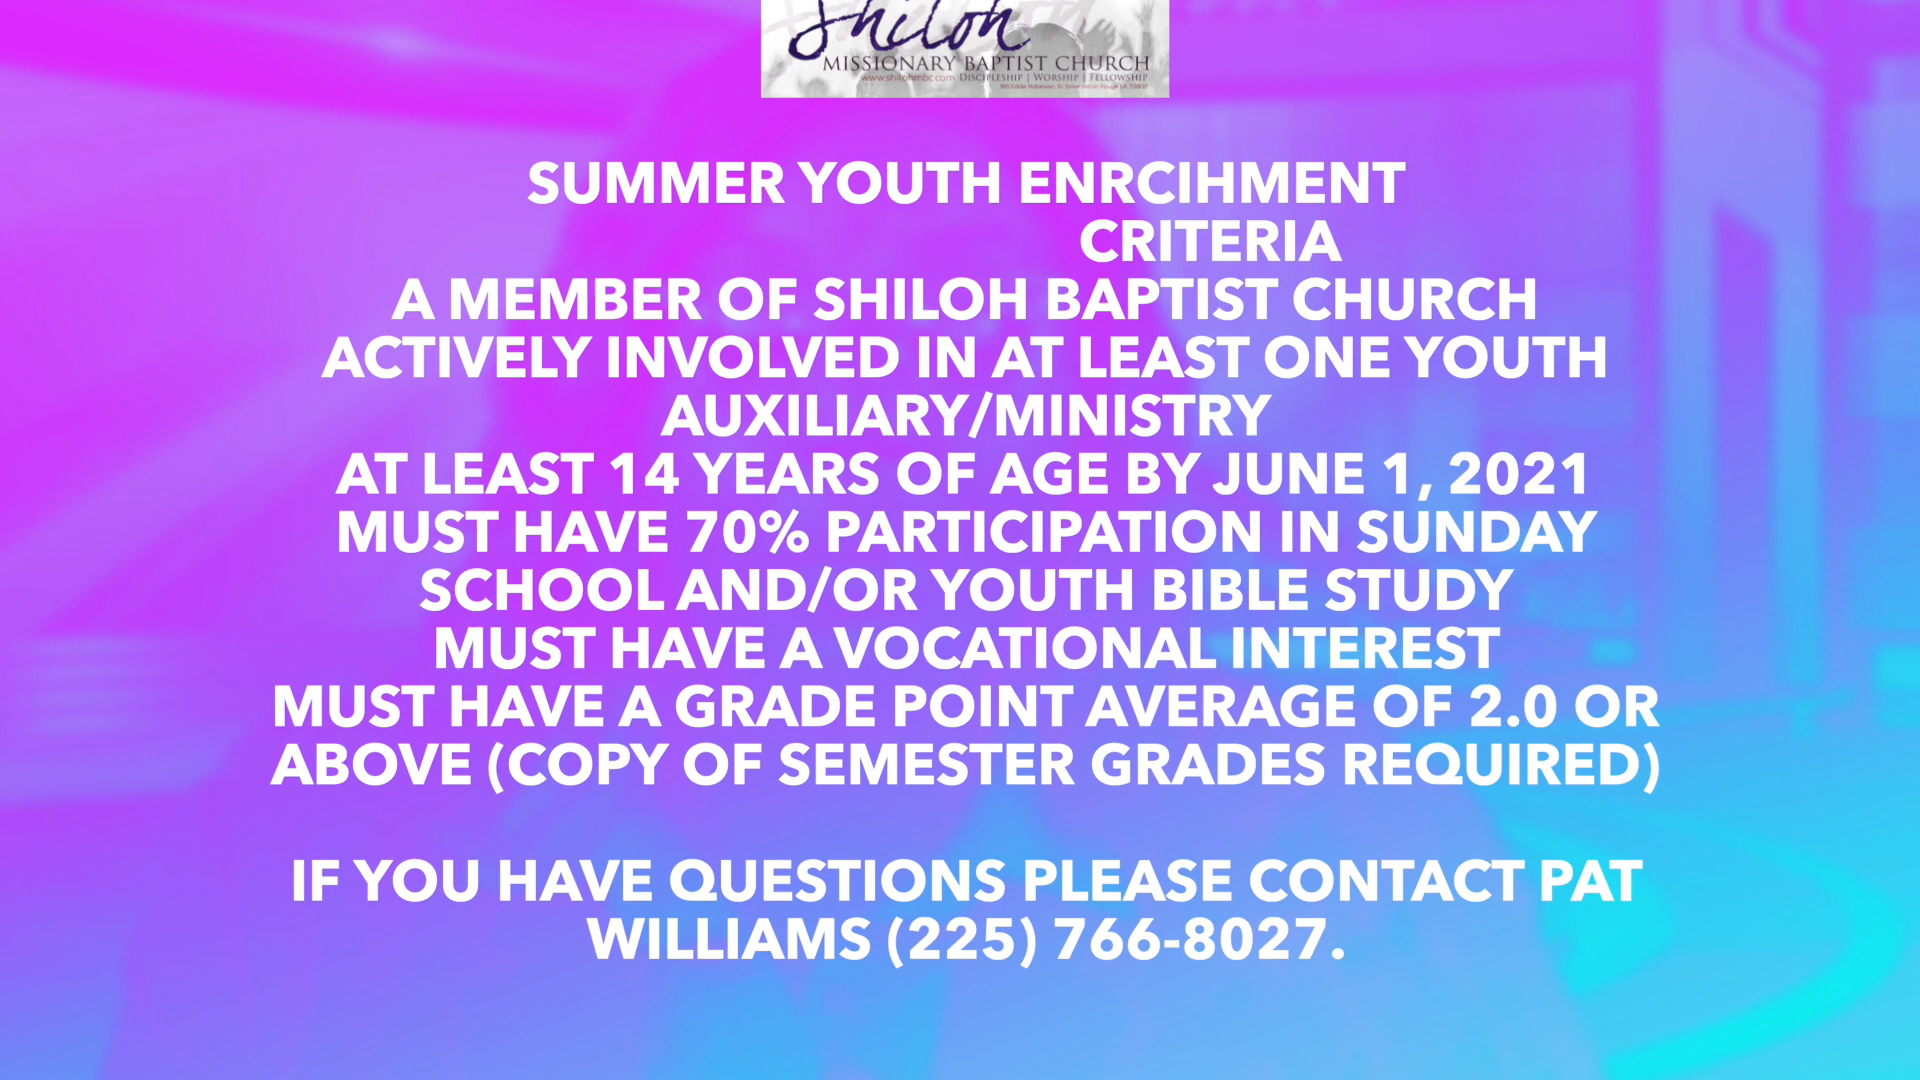 Shiloh
MISSIONARY BAPTIST CHURCH
www.shilohmbc.com DISCIPLESHIP | WORSHIP | FELLOWSHIP
SUMMER YOUTH ENRCIHMENT
CRITERIA
A MEMBER OF SHILOH BAPTIST CHURCH
ACTIVELY INVOLVED IN AT LEAST ONE YOUTH
AUXILIARY/MINISTRY
AT LEAST 14 YEARS OF AGE BY JUNE 1, 2021
MUST HAVE 70% PARTICIPATION IN SUNDAY
SCHOOL AND/OR YOUTH BIBLE STUDY
MUST HAVE A VOCATIONAL INTEREST
MUST HAVE A GRADE POINT AVERAGE OF 2.0 OR
ABOVE (COPY OF SEMESTER GRADES REQUIRED)
IF YOU HAVE QUESTIONS PLEASE CONTACT PAT
WILLIAMS (225) 766-8027.